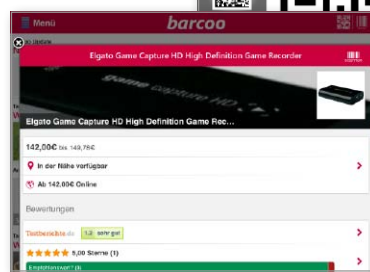 Menü
barcoo
Elgato Game Capture HD High Definition Game Recorder
game capture HD
Elgato Game Capture HD High Definition Game Rec...
142,00€ bis 149,78€
In der Nähe verfügbar
Ab 142,00€ Online
Bewertungen
Testberichte.de 1,3 sehr gut
5,00 Sterne (1)